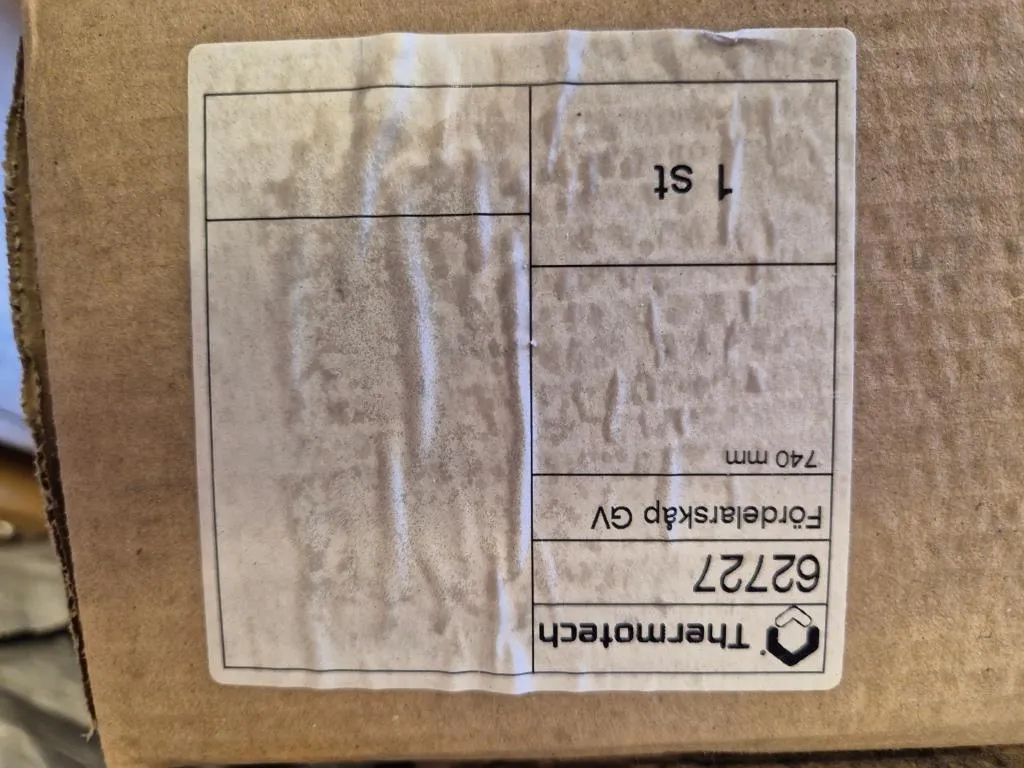 Thermotech
62727
Fördelarskåp GV
740 mm
1 st